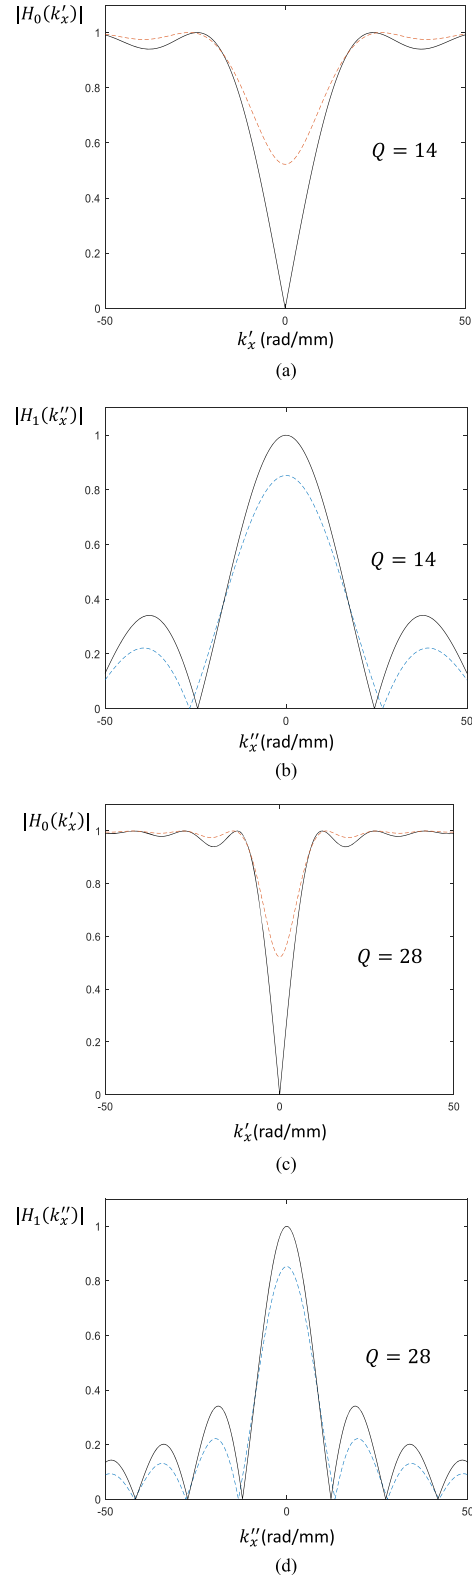 |H₀(k′ₓ)|
1
0.8
0.6
Q = 14
0.4
0.2
0
-50 0 50
k′ₓ (rad/mm)
(a)
|H₁(k″ₓ)|
1
0.8
0.6
Q = 14
0.4
0.2
0
-50 0 50
k″ₓ(rad/mm)
(b)
|H₀(k′ₓ)|
1
0.8
0.6
Q = 28
0.4
0.2
0
-50 0 50
k′ₓ(rad/mm)
(c)
|H₁(k″ₓ)|
1
0.8
0.6
Q = 28
0.4
0.2
0
-50 0 50
k″ₓ(rad/mm)
(d)